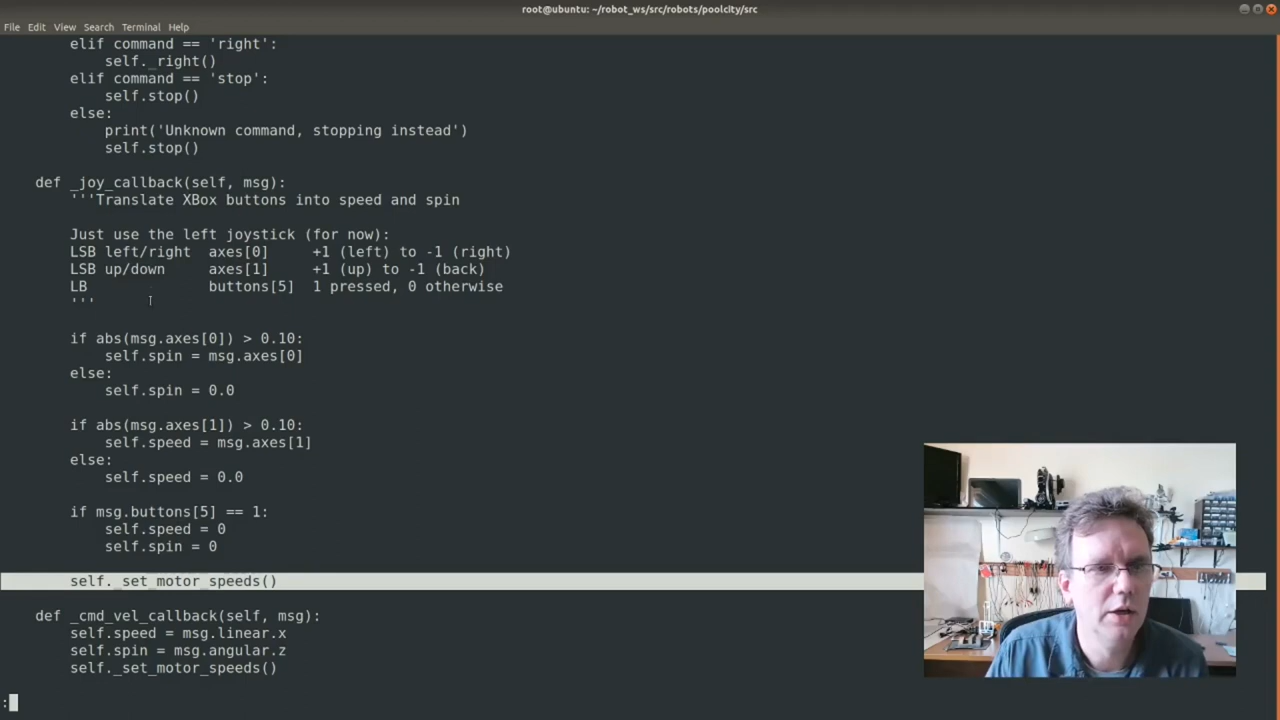 root@ubuntu: ~/robot_ws/src/robots/poolcity/src
File Edit View Search Terminal Help
elif command == 'right':
self._right()
elif command == 'stop':
self.stop()
else:
print('Unknown command, stopping instead')
self.stop()
def _joy_callback(self, msg):
'''Translate XBox buttons into speed and spin
Just use the left joystick (for now):
LSB left/right axes[0] +1 (left) to -1 (right)
LSB up/down axes[1] +1 (up) to -1 (back)
LB buttons[5] 1 pressed, 0 otherwise
'''
if abs(msg.axes[0]) > 0.10:
self.spin = msg.axes[0]
else:
self.spin = 0.0
if abs(msg.axes[1]) > 0.10:
self.speed = msg.axes[1]
else:
self.speed = 0.0
if msg.buttons[5] == 1:
self.speed = 0
self.spin = 0
self._set_motor_speeds()
def _cmd_vel_callback(self, msg):
self.speed = msg.linear.x
self.spin = msg.angular.z
self._set_motor_speeds()
: